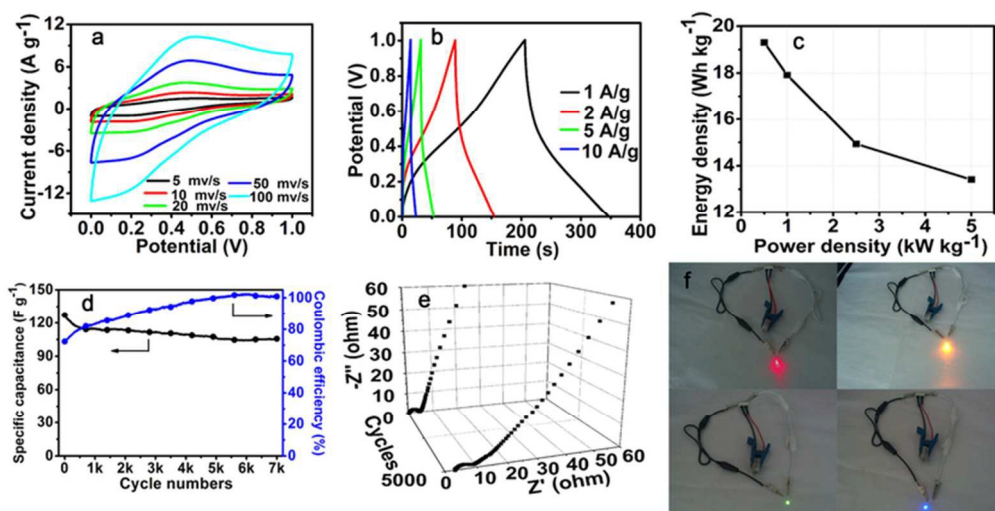 a
Current density (A g⁻¹)
12
6
0
-6
-12
5 mv/s
10 mv/s
20 mv/s
50 mv/s
100 mv/s
0.0 0.2 0.4 0.6 0.8 1.0
Potential (V)
b
Potential (V)
1.0
0.8
0.6
0.4
0.2
0.0
1 A/g
2 A/g
5 A/g
10 A/g
0 100 200 300 400
Time (s)
c
Energy density (Wh kg⁻¹)
20
18
16
14
12
0 1 2 3 4 5
Power density (kW kg⁻¹)
d
Specific capacitance (F g⁻¹)
150
120
90
60
30
0
100
80
60
40
20
0
Coulombic efficiency (%)
0 1k 2k 3k 4k 5k 6k 7k
Cycle numbers
e
-Z'' (ohm)
60
50
40
30
20
10
0
Cycles
5000
0 10 20 30 40 50 60
Z' (ohm)
f